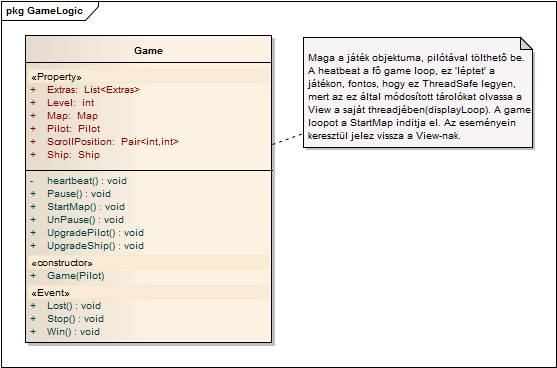 pkg GameLogic
Game
«Property»
+ Extras: List<Extras>
+ Level: int
+ Map: Map
+ Pilot: Pilot
+ ScrollPosition: Pair<int,int>
+ Ship: Ship
- heartbeat() : void
+ Pause() : void
+ StartMap() : void
+ UnPause() : void
+ UpgradePilot() : void
+ UpgradeShip() : void
«constructor»
+ Game(Pilot)
«Event»
+ Lost() : void
+ Stop() : void
+ Win() : void
Maga a játék objektuma, pilótával tölthető be.
A heatbeat a fő game loop, ez 'léptet' a
játékon, fontos, hogy ez ThreadSafe legyen,
mert az ez által módosított tárolókat olvassa a
View a saját threadjében(displayLoop). A game
loopot a StartMap indítja el. Az eseményein
keresztül jelez vissza a View-nak.